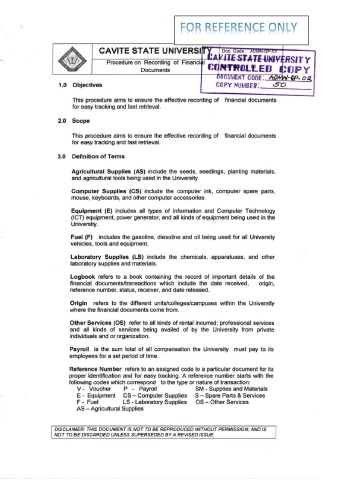 FOR REFERENCE ONLY
CAVITE STATE UNIVERSITY
Procedure on Recording of Financial
Documents
CAVITE STATE UNIVERSITY
CONTROLLED COPY
DOCUMENT CODE:
COPY NUMBER: 50
1.0 Objectives
This procedure aims to ensure the effective recording of financial documents
for easy tracking and fast retrieval.
2.0 Scope
This procedure aims to ensure the effective recording of financial documents
for easy tracking and fast retrieval.
3.0 Definition of Terms
Agricultural Supplies (AS) include the seeds, seedlings, planting materials,
and agricultural tools being used in the University
Computer Supplies (CS) include the computer ink, computer spare parts,
mouse, keyboards, and other computer accessories.
Equipment (E) includes all types of Information and Computer Technology
(ICT) equipment, power generator, and all kinds of equipment being used in the
University.
Fuel (F) includes the gasoline, diesoline and oil being used for all University
vehicles, tools and equipment.
Laboratory Supplies (LS) include the chemicals, apparatuses, and other
laboratory supplies and materials.
Logbook refers to a book containing the record of important details of the
financial documents/transactions which include the date received, origin,
reference number, status, receiver, and date released.
Origin refers to the different units/colleges/campuses within the University
where the financial documents come from.
Other Services (OS) refer to all kinds of rental incurred; professional services
and all kinds of services being availed of by the University from private
individuals and or organization.
Payroll is the sum total of all compensation the University must pay to its
employees for a set period of time.
Reference Number refers to an assigned code to a particular document for its
proper identification and for easy tracking. A reference number starts with the
following codes which correspond to the type or nature of transaction:
V - Voucher P - Payroll SM - Supplies and Materials
E - Equipment CS – Computer Supplies S – Spare Parts & Services
F - Fuel LS - Laboratory Supplies OS – Other Services
AS – Agricultural Supplies
DISCLAIMER: THIS DOCUMENT IS NOT TO BE REPRODUCED WITHOUT PERMISSION; AND IS
NOT TO BE DISCARDED UNLESS SUPERSEDED BY A REVISED ISSUE.